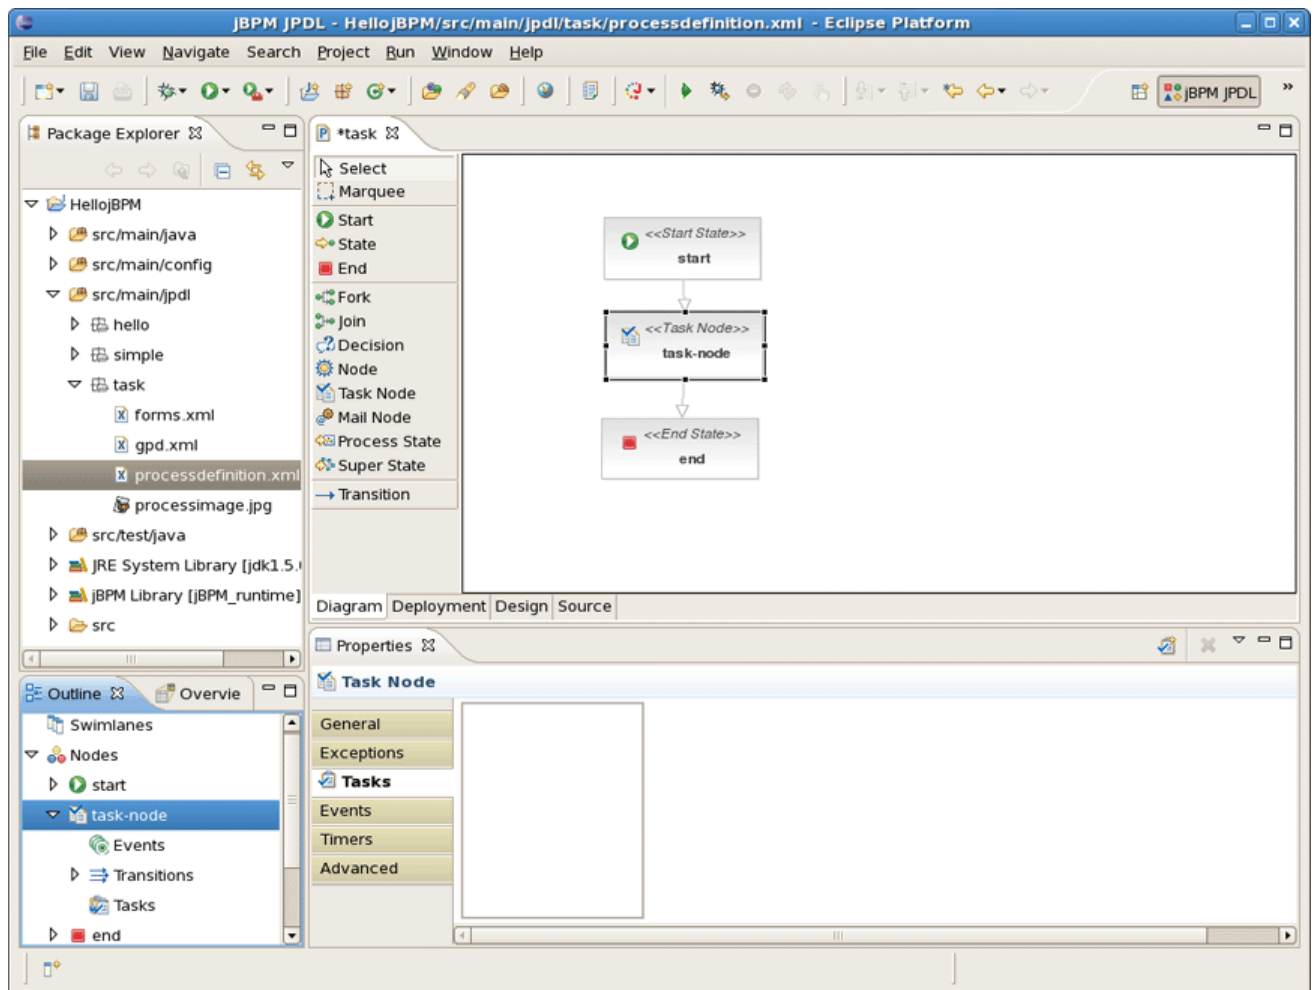 jBPM JPDL - HellojBPM/src/main/jpdl/task/processdefinition.xml - Eclipse Platform
File Edit View Navigate Search Project Run Window Help
jBPM JPDL
Package Explorer
HellojBPM
src/main/java
src/main/config
src/main/jpdl
hello
simple
task
forms.xml
gpd.xml
processdefinition.xml
processimage.jpg
src/test/java
JRE System Library [jdk1.5.
jBPM Library [jBPM_runtime]
src
*task
Select
Marquee
Start
State
End
Fork
Join
Decision
Node
Task Node
Mail Node
Process State
Super State
Transition
<<Start State>>
start
<<Task Node>>
task-node
<<End State>>
end
Diagram Deployment Design Source
Outline Overvie
Swimlanes
Nodes
start
task-node
Events
Transitions
Tasks
end
Properties
Task Node
General
Exceptions
Tasks
Events
Timers
Advanced